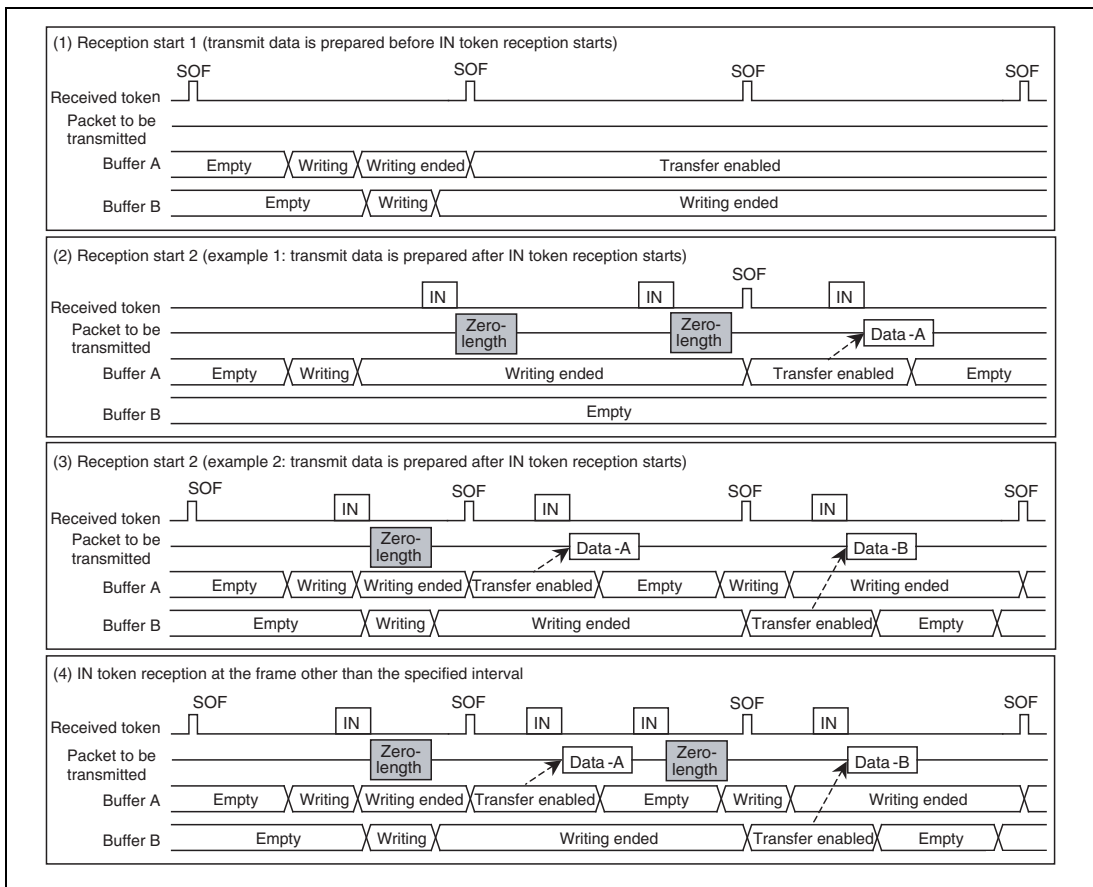 (1) Reception start 1 (transmit data is prepared before IN token reception starts)
SOF SOF SOF SOF
Received token
Packet to be
transmitted
Buffer A Empty Writing Writing ended Transfer enabled
Buffer B Empty Writing Writing ended
(2) Reception start 2 (example 1: transmit data is prepared after IN token reception starts)
SOF
Received token IN IN IN
Packet to be
transmitted
Zero-
length
Zero-
length
Data -A
Buffer A Empty Writing Writing ended Transfer enabled Empty
Buffer B Empty
(3) Reception start 2 (example 2: transmit data is prepared after IN token reception starts)
SOF SOF SOF SOF
Received token IN IN IN
Packet to be
transmitted
Zero-
length
Data -A Data -B
Buffer A Empty Writing Writing ended Transfer enabled Empty Writing Writing ended
Buffer B Empty Writing Writing ended Transfer enabled Empty
(4) IN token reception at the frame other than the specified interval
SOF SOF SOF SOF
Received token IN IN IN IN
Packet to be
transmitted
Zero-
length
Data -A
Zero-
length
Data -B
Buffer A Empty Writing Writing ended Transfer enabled Empty Writing Writing ended
Buffer B Empty Writing Writing ended Transfer enabled Empty